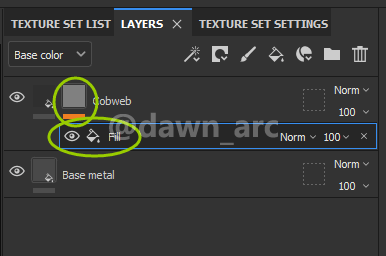 TEXTURE SET LIST LAYERS × TEXTURE SET SETTINGS
Base color
Norm
Cobweb
100
@dawn_arc
Fill Norm 100 ×
Norm
Base metal
100